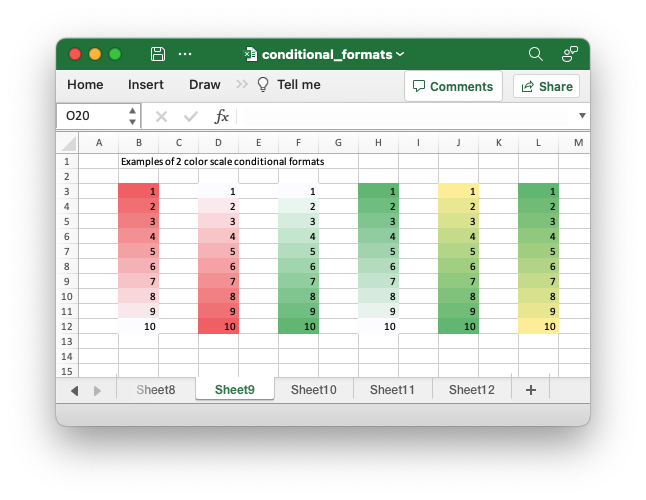 conditional_formats
Home Insert Draw Tell me Comments Share
O20 fx
A B C D E F G H I J K L M
1 Examples of 2 color scale conditional formats
2
3 1 1 1 1 1 1
4 2 2 2 2 2 2
5 3 3 3 3 3 3
6 4 4 4 4 4 4
7 5 5 5 5 5 5
8 6 6 6 6 6 6
9 7 7 7 7 7 7
10 8 8 8 8 8 8
11 9 9 9 9 9 9
12 10 10 10 10 10 10
13
14
15
Sheet8 Sheet9 Sheet10 Sheet11 Sheet12 +